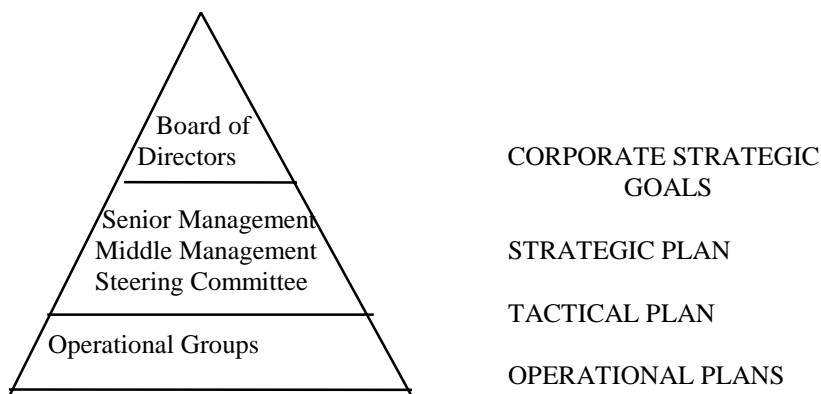 Board of
Directors
CORPORATE STRATEGIC
GOALS
Senior Management
Middle Management
Steering Committee
STRATEGIC PLAN
TACTICAL PLAN
Operational Groups
OPERATIONAL PLANS